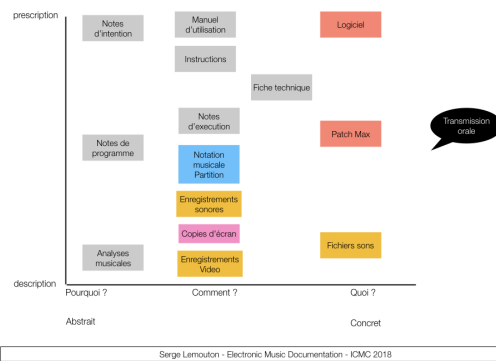 prescription
Notes
d'intention
Manuel
d'utilisation
Logiciel
Instructions
Fiche technique
Notes
d'execution
Transmission
orale
Patch Max
Notes de
programme
Notation
musicale
Partition
Enregistrements
sonores
Copies d'écran
Fichiers sons
Analyses
musicales
Enregistrements
Video
description
Pourquoi ?
Comment ?
Quoi ?
Abstrait
Concret
Serge Lemouton - Electronic Music Documentation - ICMC 2018